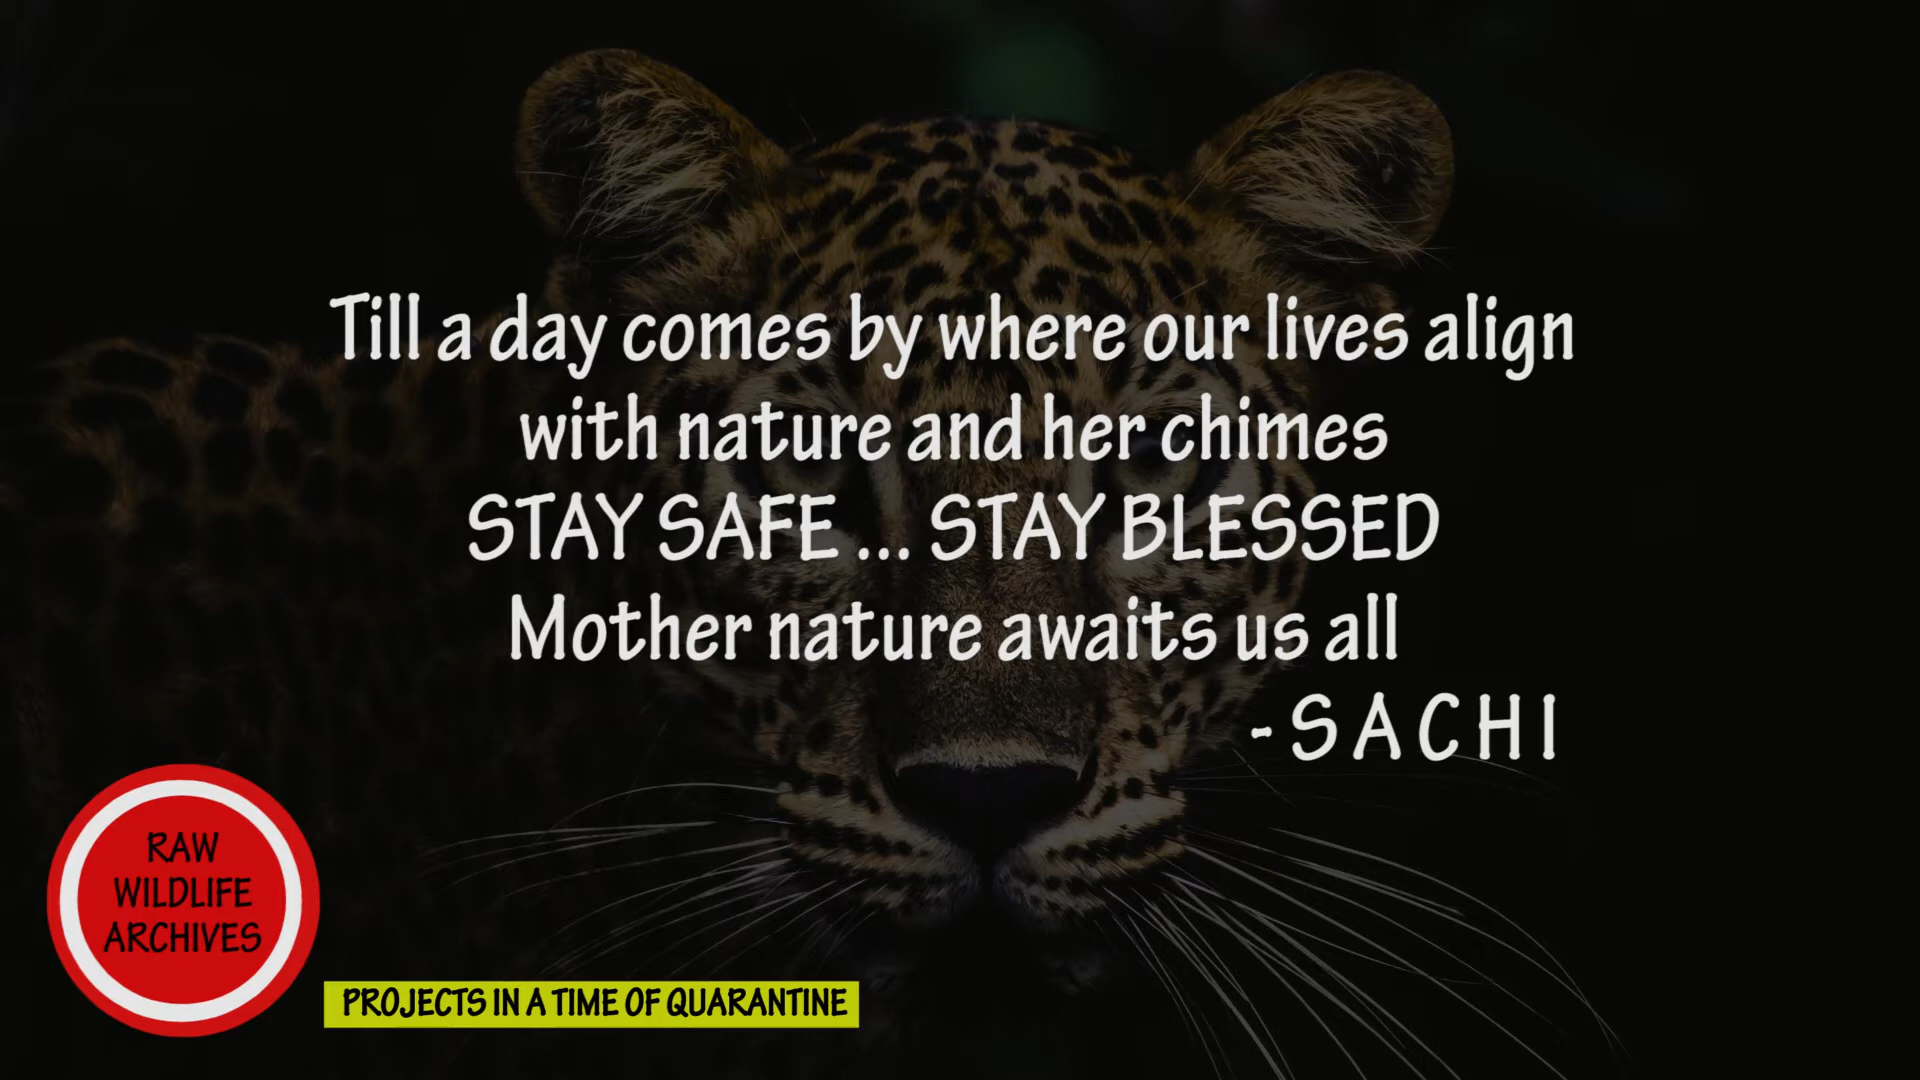 Till a day comes by where our lives align
with nature and her chimes
STAY SAFE ... STAY BLESSED
Mother nature awaits us all
- S A C H I
RAW
WILDLIFE
ARCHIVES
PROJECTS IN A TIME OF QUARANTINE